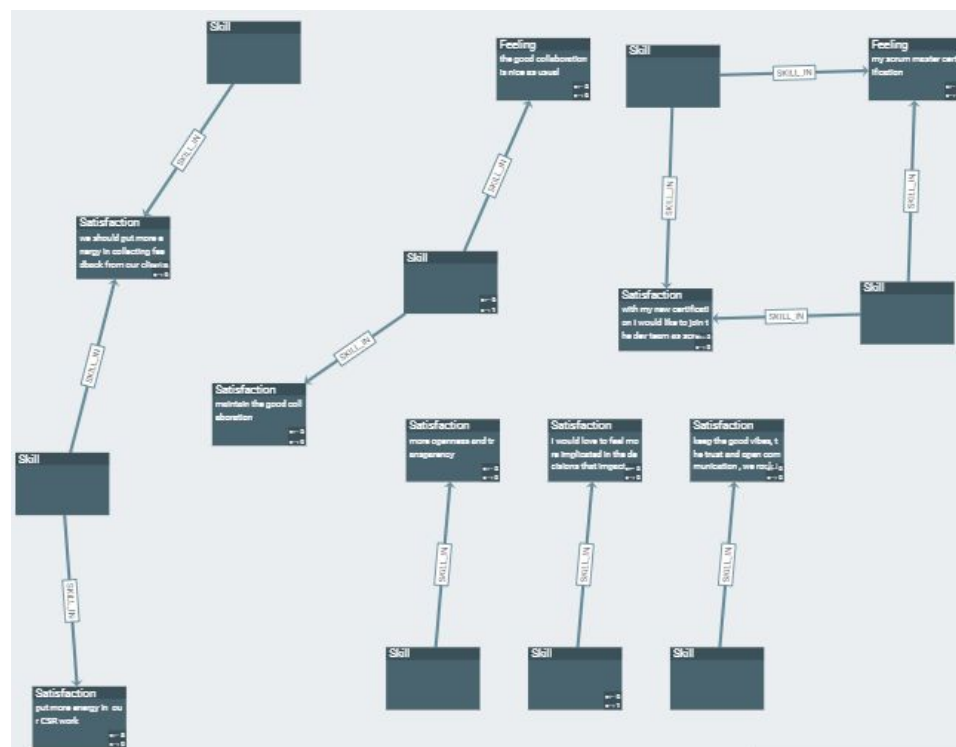 Skill
Feeling
the good collaboration
is nice as usual
Skill
SKILL_IN
Feeling
my scrum master cert
ification
SKILL_IN
SKILL_IN
SKILL_IN
SKILL_IN
Satisfaction
we should put more e
nergy in collecting fee
dback from our clients
Skill
SKILL_IN
Skill
Satisfaction
with my new certificati
on I would like to join t
he dev team as
SKILL_IN
SKILL_IN
SKILL_IN
Satisfaction
maintain the good coll
aboration
Satisfaction
more openness and tr
ansparency
Satisfaction
I would love to feel mo
re implicated in the de
cisions that impact
Satisfaction
keep the good vibes, t
he trust and open com
munication , we
Skill
SKILL_IN
SKILL_IN
SKILL_IN
SKILL_IN
Skill
Skill
Skill
Satisfaction
put more energy in ou
r CSR work